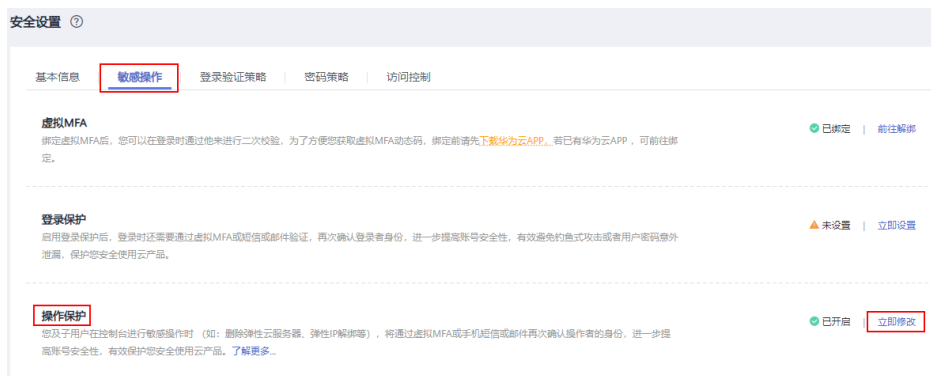 安全设置 ?
基本信息 | 敏感操作 | 登录验证策略 | 密码策略 | 访问控制
虚拟MFA
绑定虚拟MFA后，您可以在登录时通过他来进行二次校验，为了方便您获取虚拟MFA动态码，绑定前请先下载华为云APP。若已有华为云APP ，可前往绑
定。
已绑定 | 前往解绑
登录保护
启用登录保护后，登录时还需要通过虚拟MFA或短信或邮件验证，再次确认登录者身份，进一步提高账号安全性，有效避免钓鱼式攻击或者用户密码意外
泄漏，保护您安全使用云产品。
未设置 | 立即设置
操作保护
您及子用户在控制台进行敏感操作时 （如：删除弹性云服务器、弹性IP解绑等），将通过虚拟MFA或手机短信或邮件再次确认操作者的身份，进一步提
高账号安全性，有效保护您安全使用云产品。了解更多...
已开启 | 立即修改